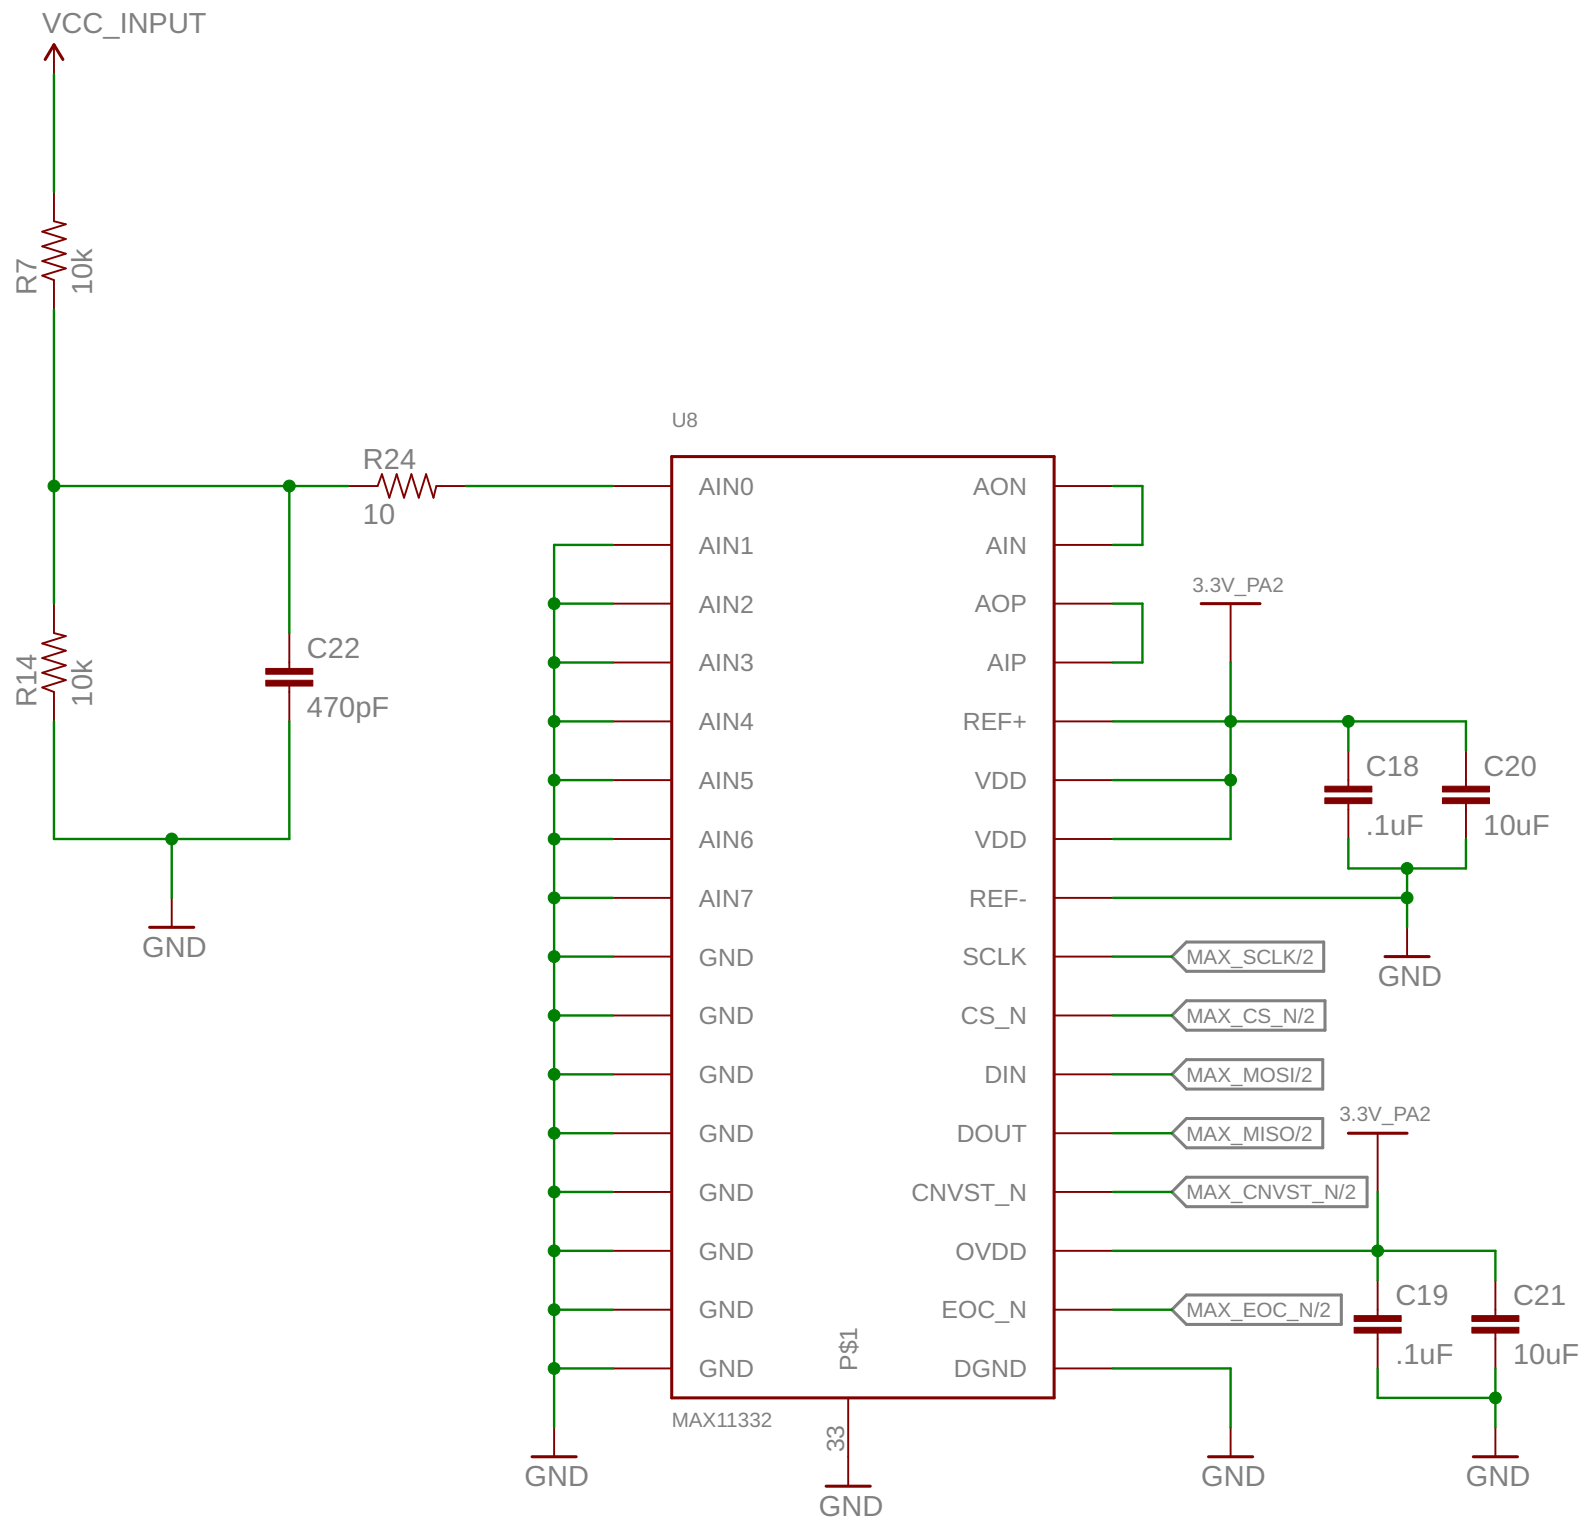 VCC_INPUT
R7
10k
R14
10k
R24
10
C22
470pF
GND
U8
AIN0
AIN1
AIN2
AIN3
AIN4
AIN5
AIN6
AIN7
GND
GND
GND
GND
GND
GND
GND
GND
AON
AIN
AOP
AIP
REF+
VDD
VDD
REF-
SCLK
CS_N
DIN
DOUT
CNVST_N
OVDD
EOC_N
DGND
P$1
MAX11332
33
GND
GND
3.3V_PA2
C18
.1uF
C20
10uF
GND
MAX_SCLK/2
MAX_CS_N/2
MAX_MOSI/2
MAX_MISO/2
MAX_CNVST_N/2
MAX_EOC_N/2
3.3V_PA2
C19
.1uF
C21
10uF
GND
GND